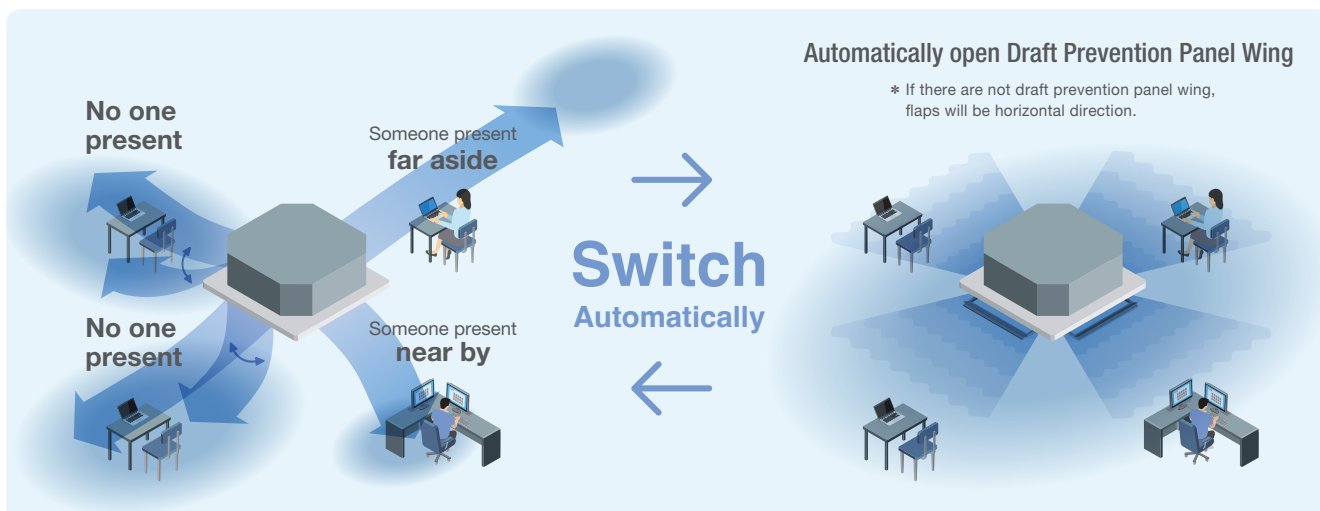 No one
present
Someone present
far aside
No one
present
Someone present
near by
Switch
Automatically
Automatically open Draft Prevention Panel Wing
* If there are not draft prevention panel wing,
flaps will be horizontal direction.